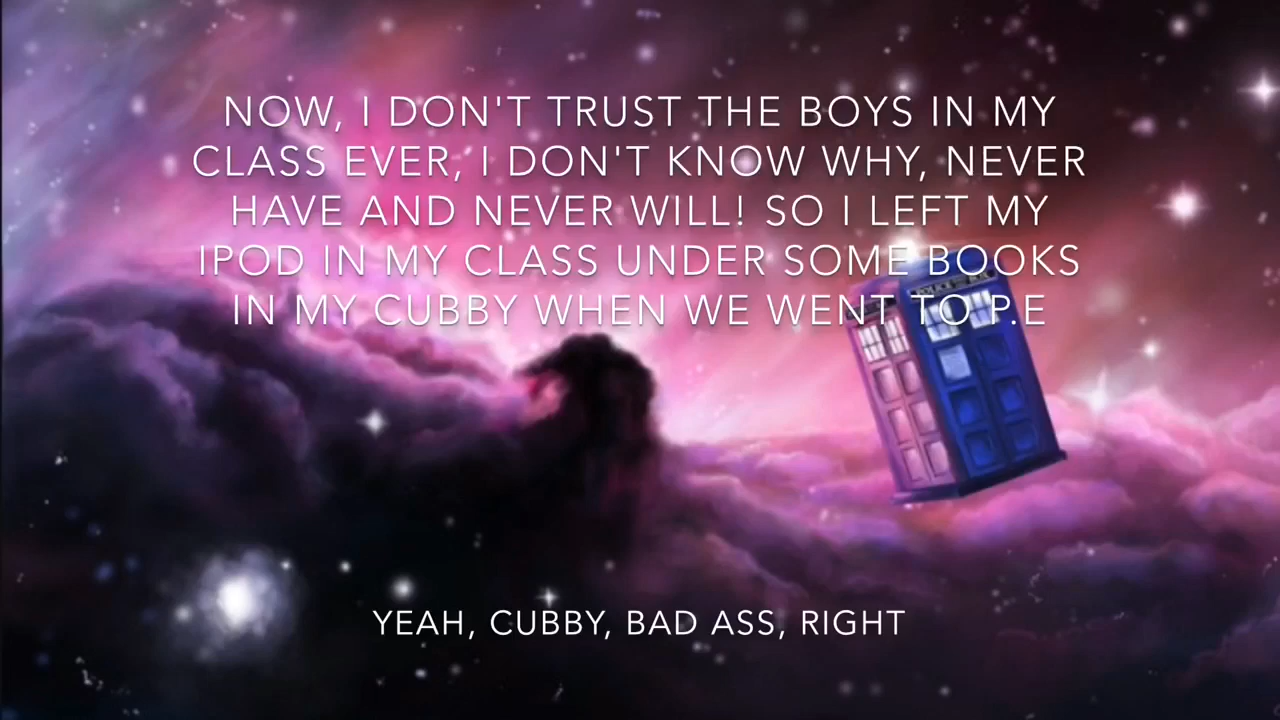 NOW, I DON'T TRUST THE BOYS IN MY
CLASS EVER, I DON'T KNOW WHY, NEVER
HAVE AND NEVER WILL! SO I LEFT MY
IPOD IN MY CLASS UNDER SOME BOOKS
IN MY CUBBY WHEN WE WENT TO P.E
YEAH, CUBBY, BAD ASS, RIGHT